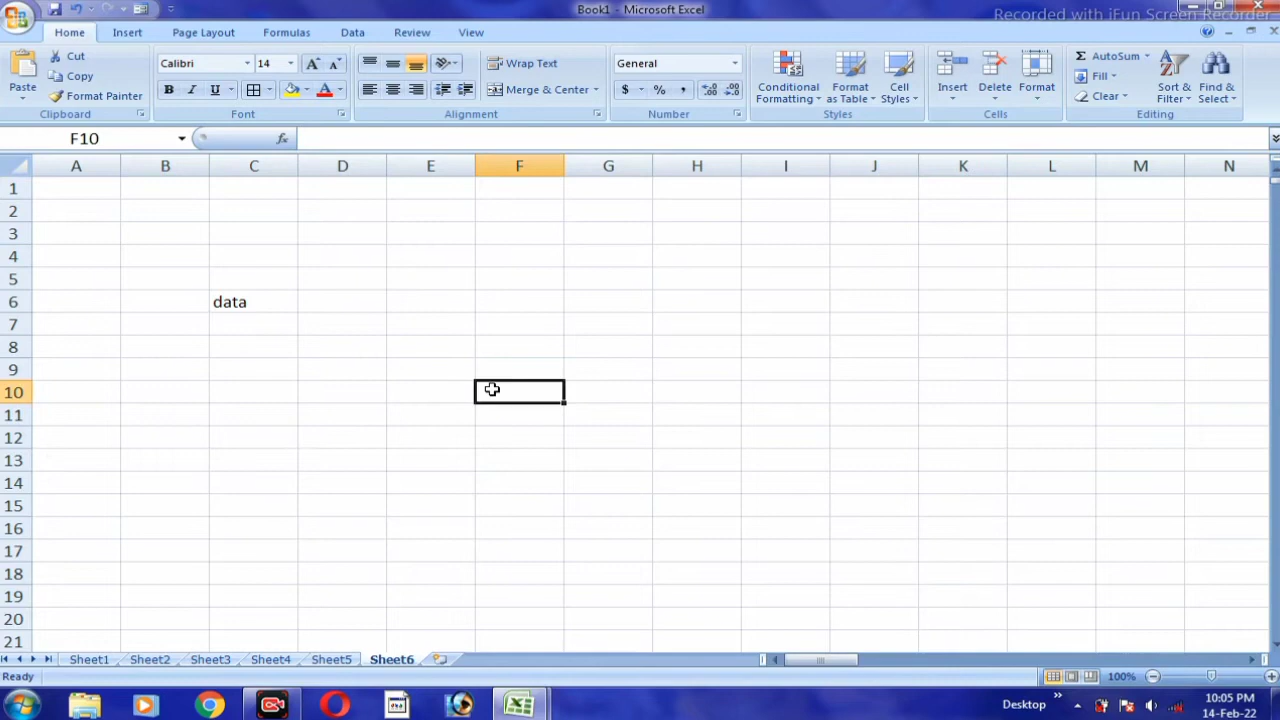 Book1 - Microsoft Excel
Recorded with iFun Screen Recorder
Home Insert Page Layout Formulas Data Review View
Cut
Copy
Format Painter
Paste
Clipboard
Calibri 14
B I U
Font
Wrap Text
Merge & Center
Alignment
General
$ % ,
Number
Conditional Formatting
Format as Table
Cell Styles
Styles
Insert Delete Format
Cells
AutoSum
Fill
Clear
Sort & Filter
Find & Select
Editing
F10 fx
A B C D E F G H I J K L M N
1
2
3
4
5
6 data
7
8
9
10
11
12
13
14
15
16
17
18
19
20
21
Sheet1 Sheet2 Sheet3 Sheet4 Sheet5 Sheet6
Ready 100%
Desktop 10:05 PM
14-Feb-22